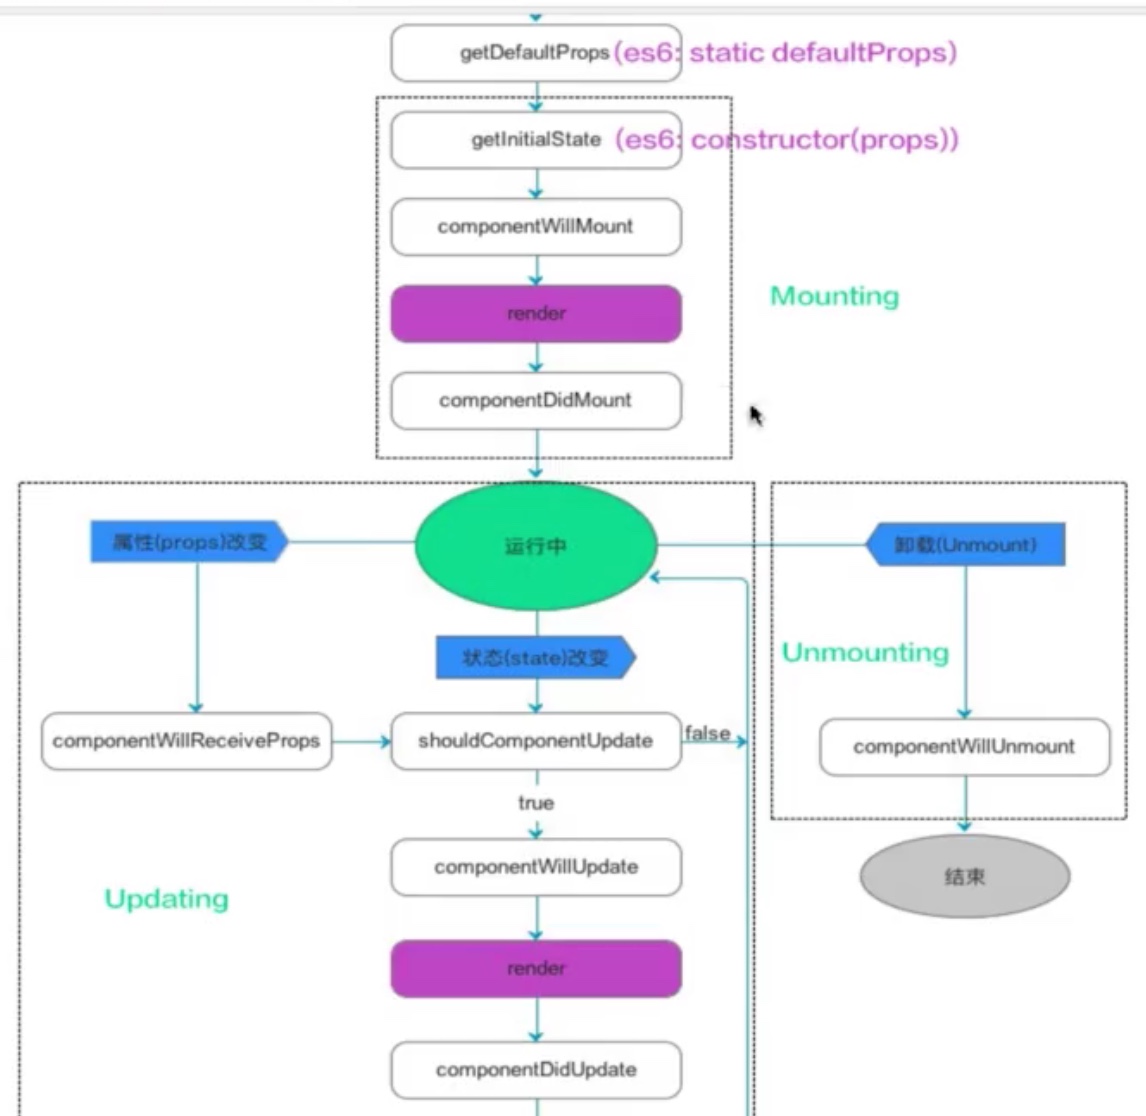 getDefaultProps (es6: static defaultProps)
getInitialState (es6: constructor(props))
componentWillMount
render
Mounting
componentDidMount
属性(props)改变
运行中
卸载(Unmount)
状态(state)改变
Unmounting
componentWillReceiveProps
shouldComponentUpdate
false
componentWillUnmount
true
componentWillUpdate
结束
Updating
render
componentDidUpdate